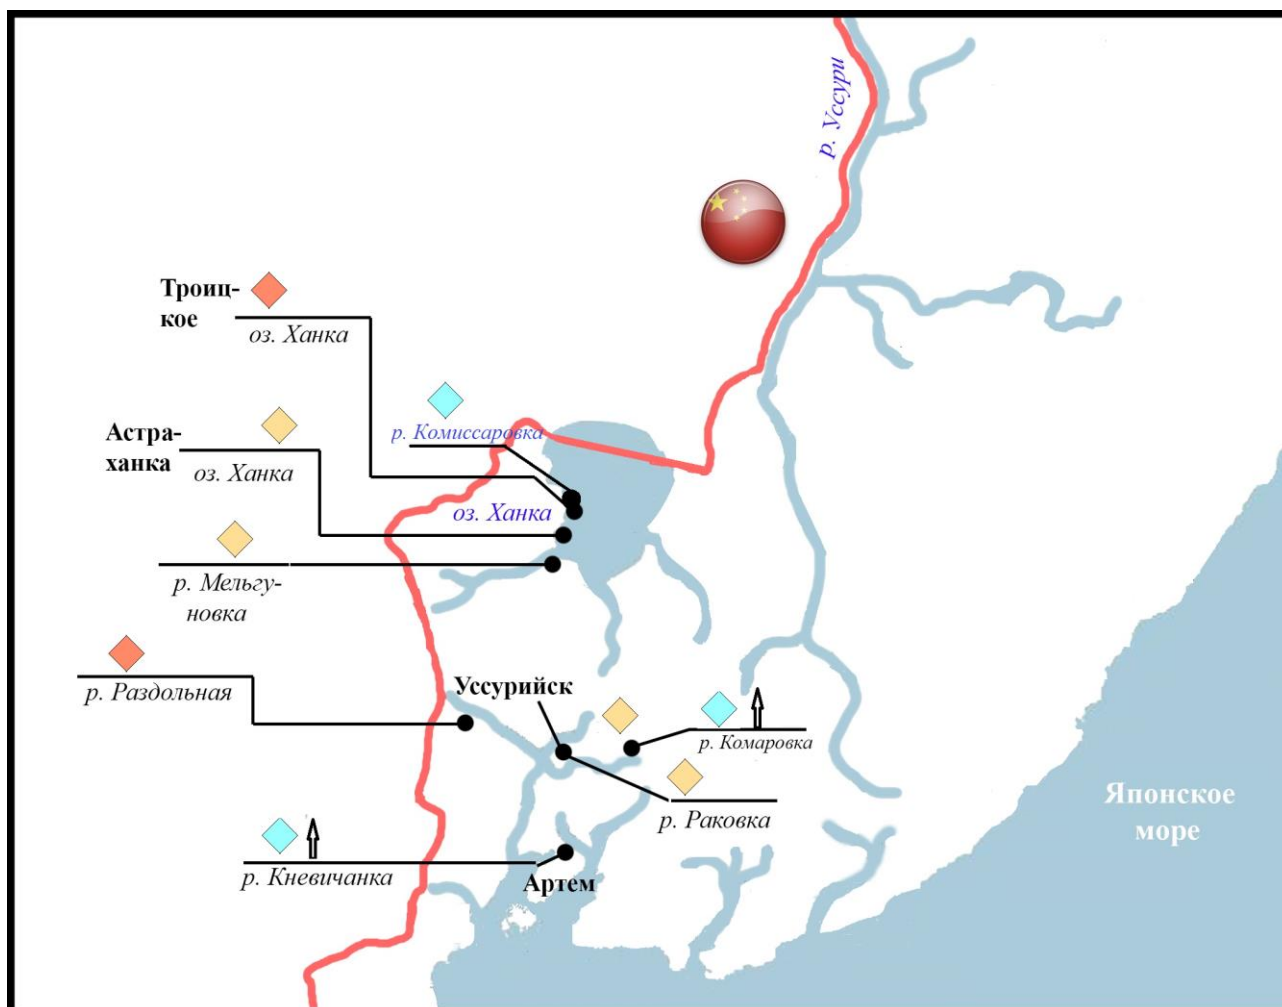 р. Уссури
Троиц-
кое
оз. Ханка
р. Комиссаровка
Астра-
ханка
оз. Ханка
оз. Ханка
р. Мельгу-
новка
р. Раздольная
Уссурийск
р. Комаровка
Японское
море
р. Раковка
р. Кневичанка
Артем